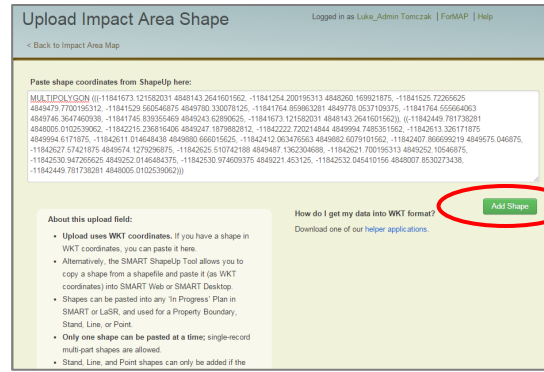 Upload Impact Area Shape
Logged in as Luke_Admin Tomczak | ForMAP | Help
< Back to Impact Area Map
Paste shape coordinates from ShapeUp here:
MULTIPOLYGON (((-11841673.121582031 4848143.2641601562, -11841254.200195313 4848260.169921875, -11841525.72265625
4849479.7700195312, -11841529.560546875 4849780.330078125, -11841764.859863281 4849778.0537109375, -11841764.555664063
4849746.3647460938, -11841745.839355469 4849243.62890625, -11841673.121582031 4848143.2641601562)), ((-11842449.781738281
4848005.0102539062, -11842215.236816406 4849247.1879882812, -11842222.720214844 4849994.7485351562, -11842613.326171875
4849994.6171875, -11842611.014648438 4849880.666015625, -11842412.063476563 4849882.6079101562, -11842407.866699219 4849575.046875,
-11842627.57421875 4849574.1279296875, -11842625.510742188 4849487.1362304688, -11842621.700195313 4849252.10546875,
-11842530.947265625 4849252.0146484375, -11842530.974609375 4849221.453125, -11842532.045410156 4848007.8530273438,
-11842449.781738281 4848005.0102539062)))
Add Shape
How do I get my data into WKT format?
Download one of our helper applications.
About this upload field:
• Upload uses WKT coordinates. If you have a shape in
WKT coordinates, you can paste it here.
• Alternatively, the SMART ShapeUp Tool allows you to
copy a shape from a shapefile and paste it (as WKT
coordinates) into SMART Web or SMART Desktop.
• Shapes can be pasted into any 'In Progress' Plan in
SMART or LaSR, and used for a Property Boundary,
Stand, Line, or Point.
• Only one shape can be pasted at a time; single-record
multi-part shapes are allowed.
• Stand, Line, and Point shapes can only be added if the